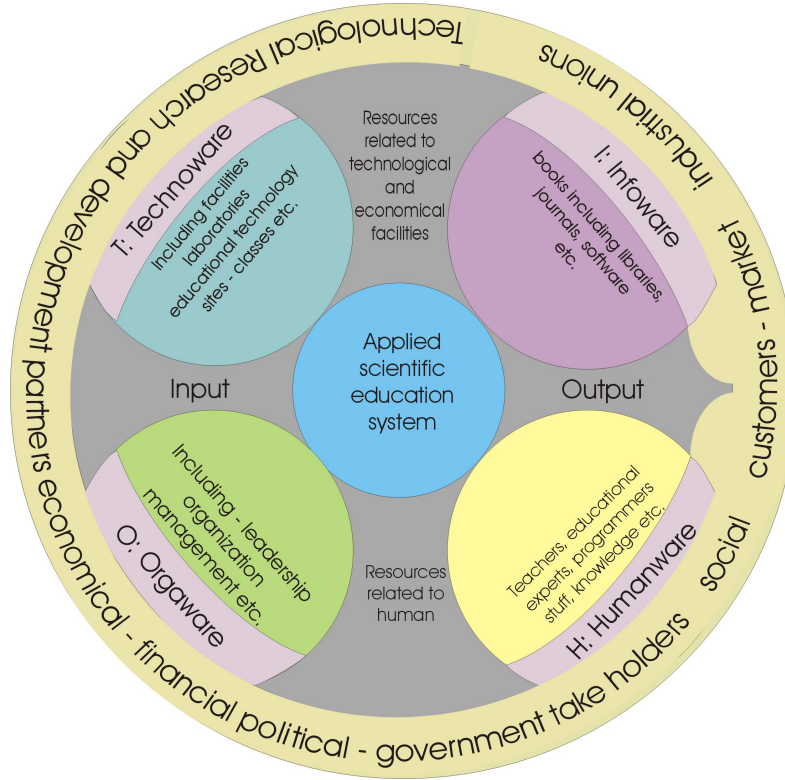 Technological Research and development partners economical - financial political - government take holders social customers - market industrial unions
T: Technoware
Including facilities
laboratories
educational technology
sites - classes etc.
Resources
related to
technological
and
economical
facilities
I: Infoware
books including libraries,
journals, software
etc.
Input
Applied
scientific
education
system
Output
O: Orgaware
Including - leadership
organization
management etc.
Resources
related to
human
H: Humanware
Teachers, educational
experts, programmers
stuff, knowledge etc.